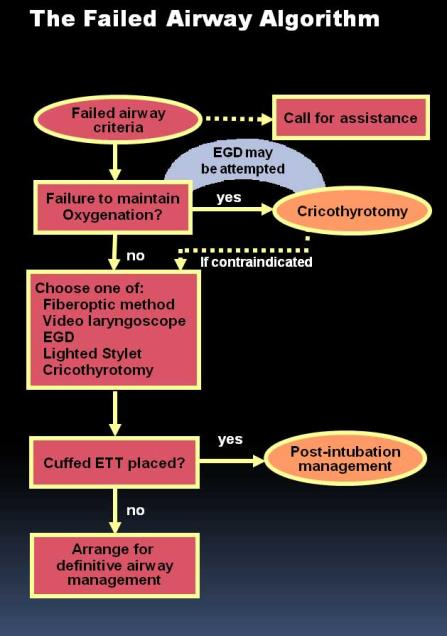 The Failed Airway Algorithm
Failed airway
criteria
Call for assistance
EGD may
be attempted
Failure to maintain
Oxygenation?
yes
Cricothyrotomy
no
If contraindicated
Choose one of:
Fiberoptic method
Video laryngoscope
EGD
Lighted Stylet
Cricothyrotomy
yes
Cuffed ETT placed?
Post-intubation
management
no
Arrange for
definitive airway
management